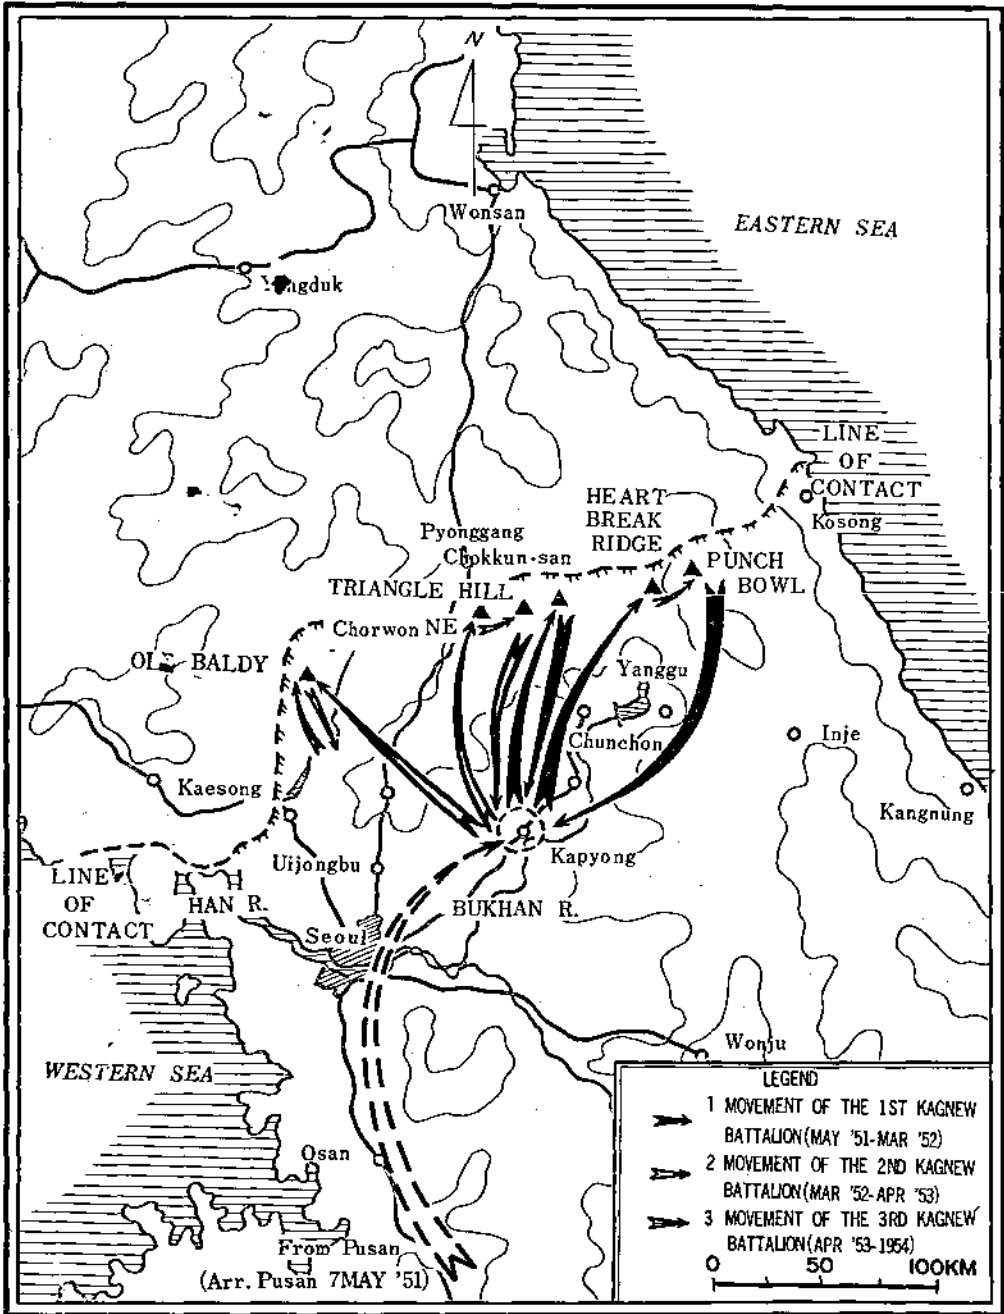 N
Wonsan
EASTERN SEA
LINE
OF
CONTACT
Kosong
HEART
BREAK
RIDGE
Pyonggang
Chokkun-san
PUNCH
BOWL
TRIANGLE HILL
Chorwon NE
BALDY
Yanggu
Chunchon
Inje
Kaesong
Kangnung
Uijongbu
Kapyong
LINE
OF
CONTACT
HAN R.
BUKHAN R.
Seoul
Wonju
WESTERN SEA
Osan
From Pusan
(Arr. Pusan 7MAY '51)
LEGEND
1 MOVEMENT OF THE 1ST KAGNEW
BATTALION(MAY '51-MAR '52)
2 MOVEMENT OF THE 2ND KAGNEW
BATTALION(MAR '52-APR '53)
3 MOVEMENT OF THE 3RD KAGNEW
BATTALION(APR '53-1954)
0 50 100KM